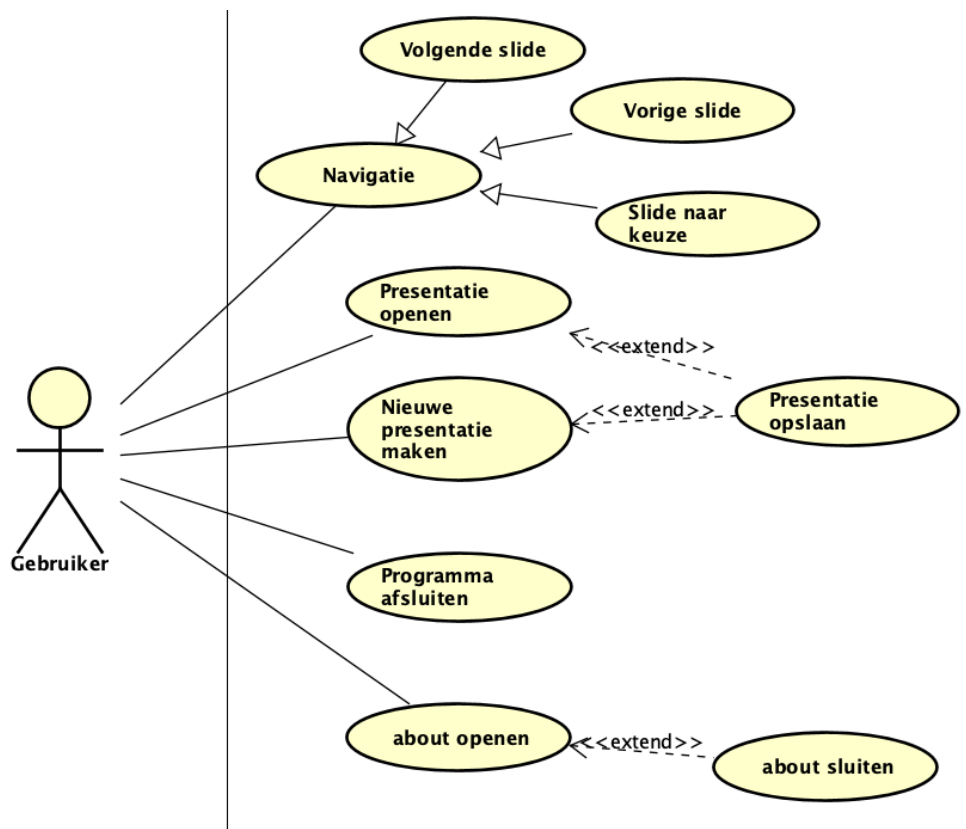 Volgende slide
Vorige slide
Navigatie
Slide naar
keuze
Presentatie
openen
<<extend>>
Nieuwe
presentatie
maken
<<extend>>
Presentatie
opslaan
Gebruiker
Programma
afsluiten
about openen
<<extend>>
about sluiten